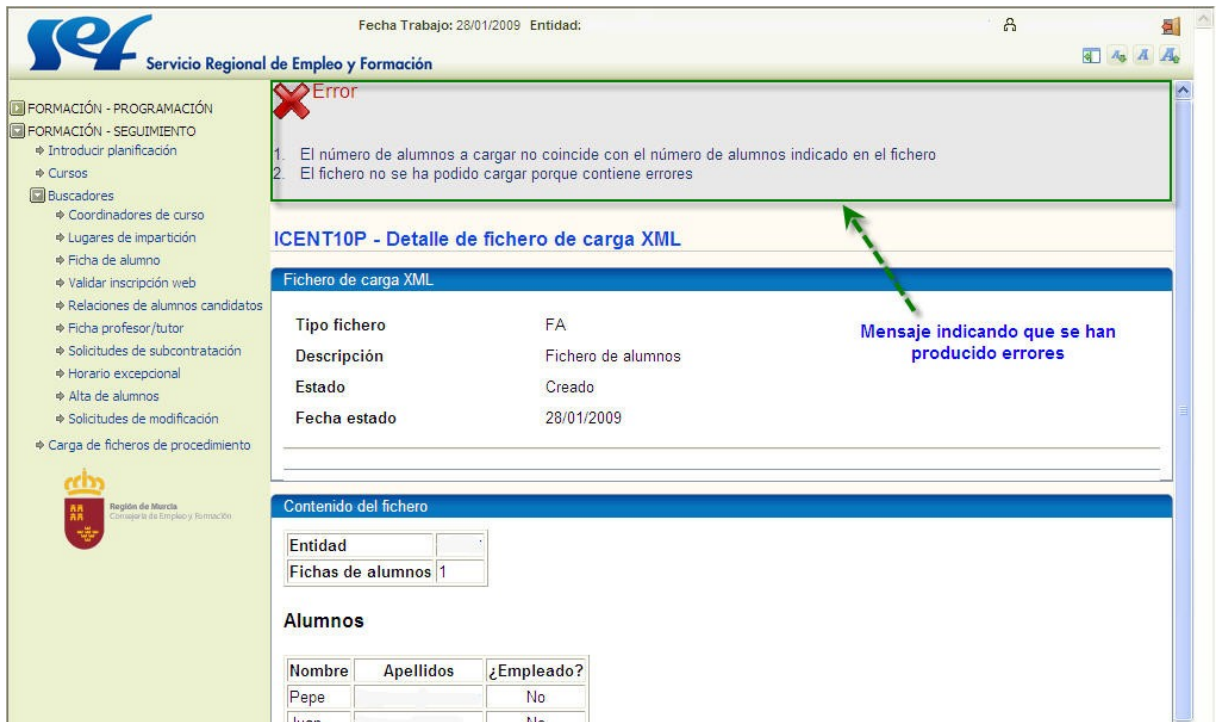 Fecha Trabajo: 28/01/2009 Entidad:
sef
Servicio Regional de Empleo y Formación
FORMACIÓN - PROGRAMACIÓN
FORMACIÓN - SEGUIMIENTO
Introducir planificación
Cursos
Buscadores
Coordinadores de curso
Lugares de impartición
Ficha de alumno
Validar inscripción web
Relaciones de alumnos candidatos
Ficha profesor/tutor
Solicitudes de subcontratación
Horario excepcional
Alta de alumnos
Solicitudes de modificación
Carga de ficheros de procedimiento
Región de Murcia
Consejería de Empleo y Formación
Error
1. El número de alumnos a cargar no coincide con el número de alumnos indicado en el fichero
2. El fichero no se ha podido cargar porque contiene errores
ICENT10P - Detalle de fichero de carga XML
Fichero de carga XML
Tipo fichero FA
Descripción Fichero de alumnos
Estado Creado
Fecha estado 28/01/2009
Mensaje indicando que se han
producido errores
Contenido del fichero
Entidad
Fichas de alumnos 1
Alumnos
Nombre Apellidos ¿Empleado?
Pepe No
Juan No